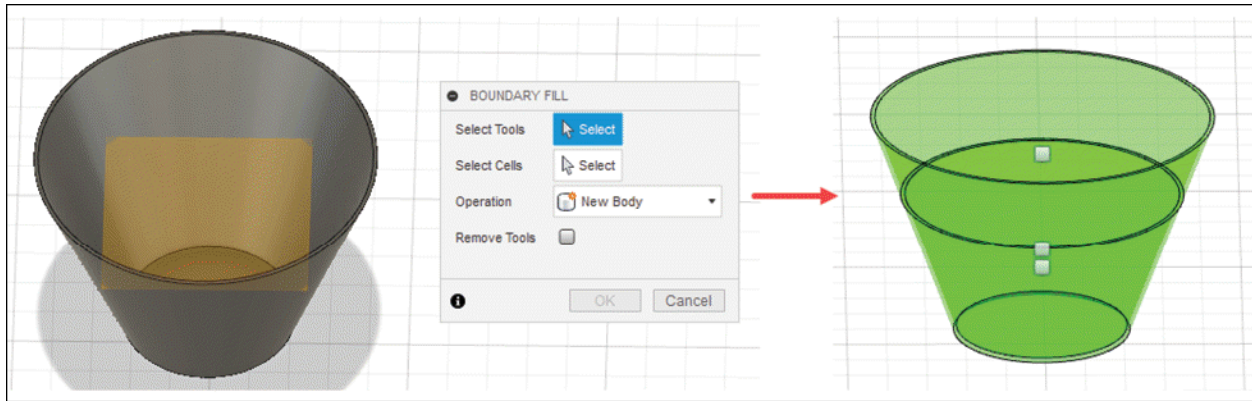 BOUNDARY FILL
Select Tools Select
Select Cells Select
Operation New Body
Remove Tools
OK Cancel